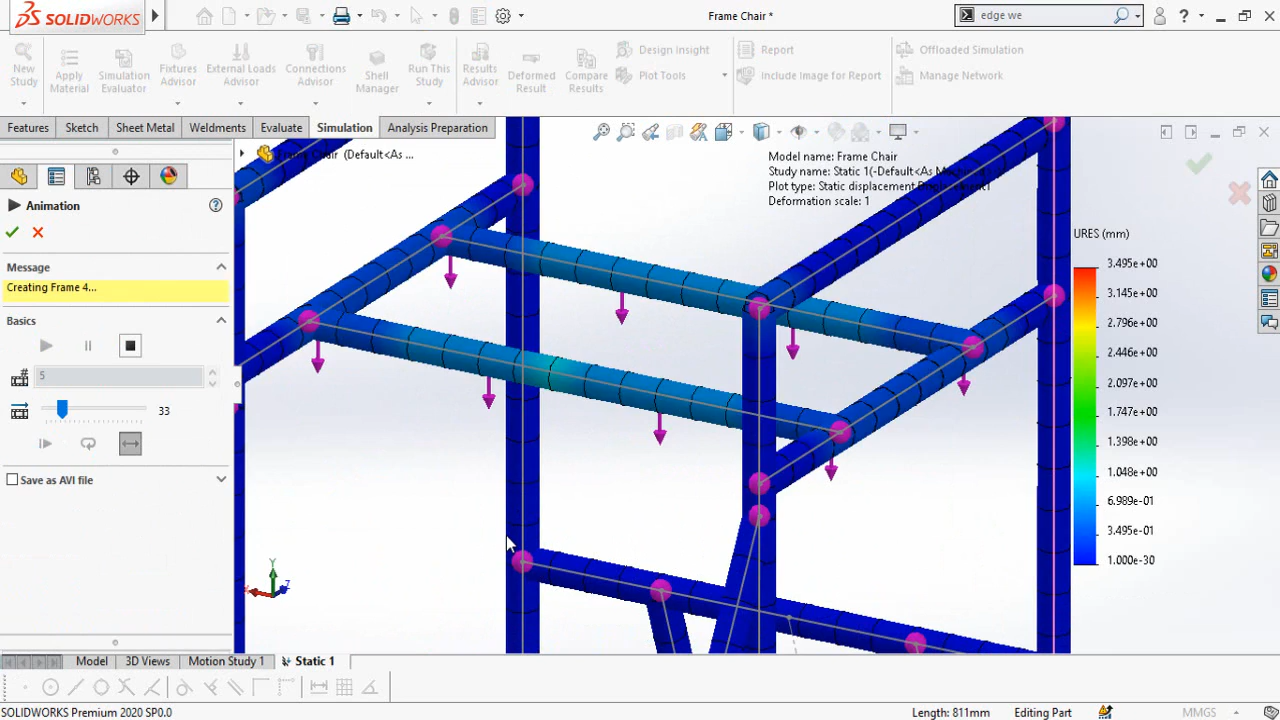 SOLIDWORKS
Frame Chair *
edge we
New Study
Apply Material
Simulation Evaluator
Fixtures Advisor
External Loads Advisor
Connections Advisor
Shell Manager
Run This Study
Results Advisor
Deformed Result
Compare Results
Design Insight
Plot Tools
Report
Include Image for Report
Offloaded Simulation
Manage Network
Features
Sketch
Sheet Metal
Weldments
Evaluate
Simulation
Analysis Preparation
Frame Chair (Default<As ...
Model name: Frame Chair
Study name: Static 1(-Default<As Machined>-)
Plot type: Static displacement Displacement1
Deformation scale: 1
Animation
Message
Creating Frame 4...
Basics
5
33
Save as AVI file
URES (mm)
3.495e+00
3.145e+00
2.796e+00
2.446e+00
2.097e+00
1.747e+00
1.398e+00
1.048e+00
6.989e-01
3.495e-01
1.000e-30
Y
X
Z
Model
3D Views
Motion Study 1
Static 1
SOLIDWORKS Premium 2020 SP0.0
Length: 811mm
Editing Part
MMGS